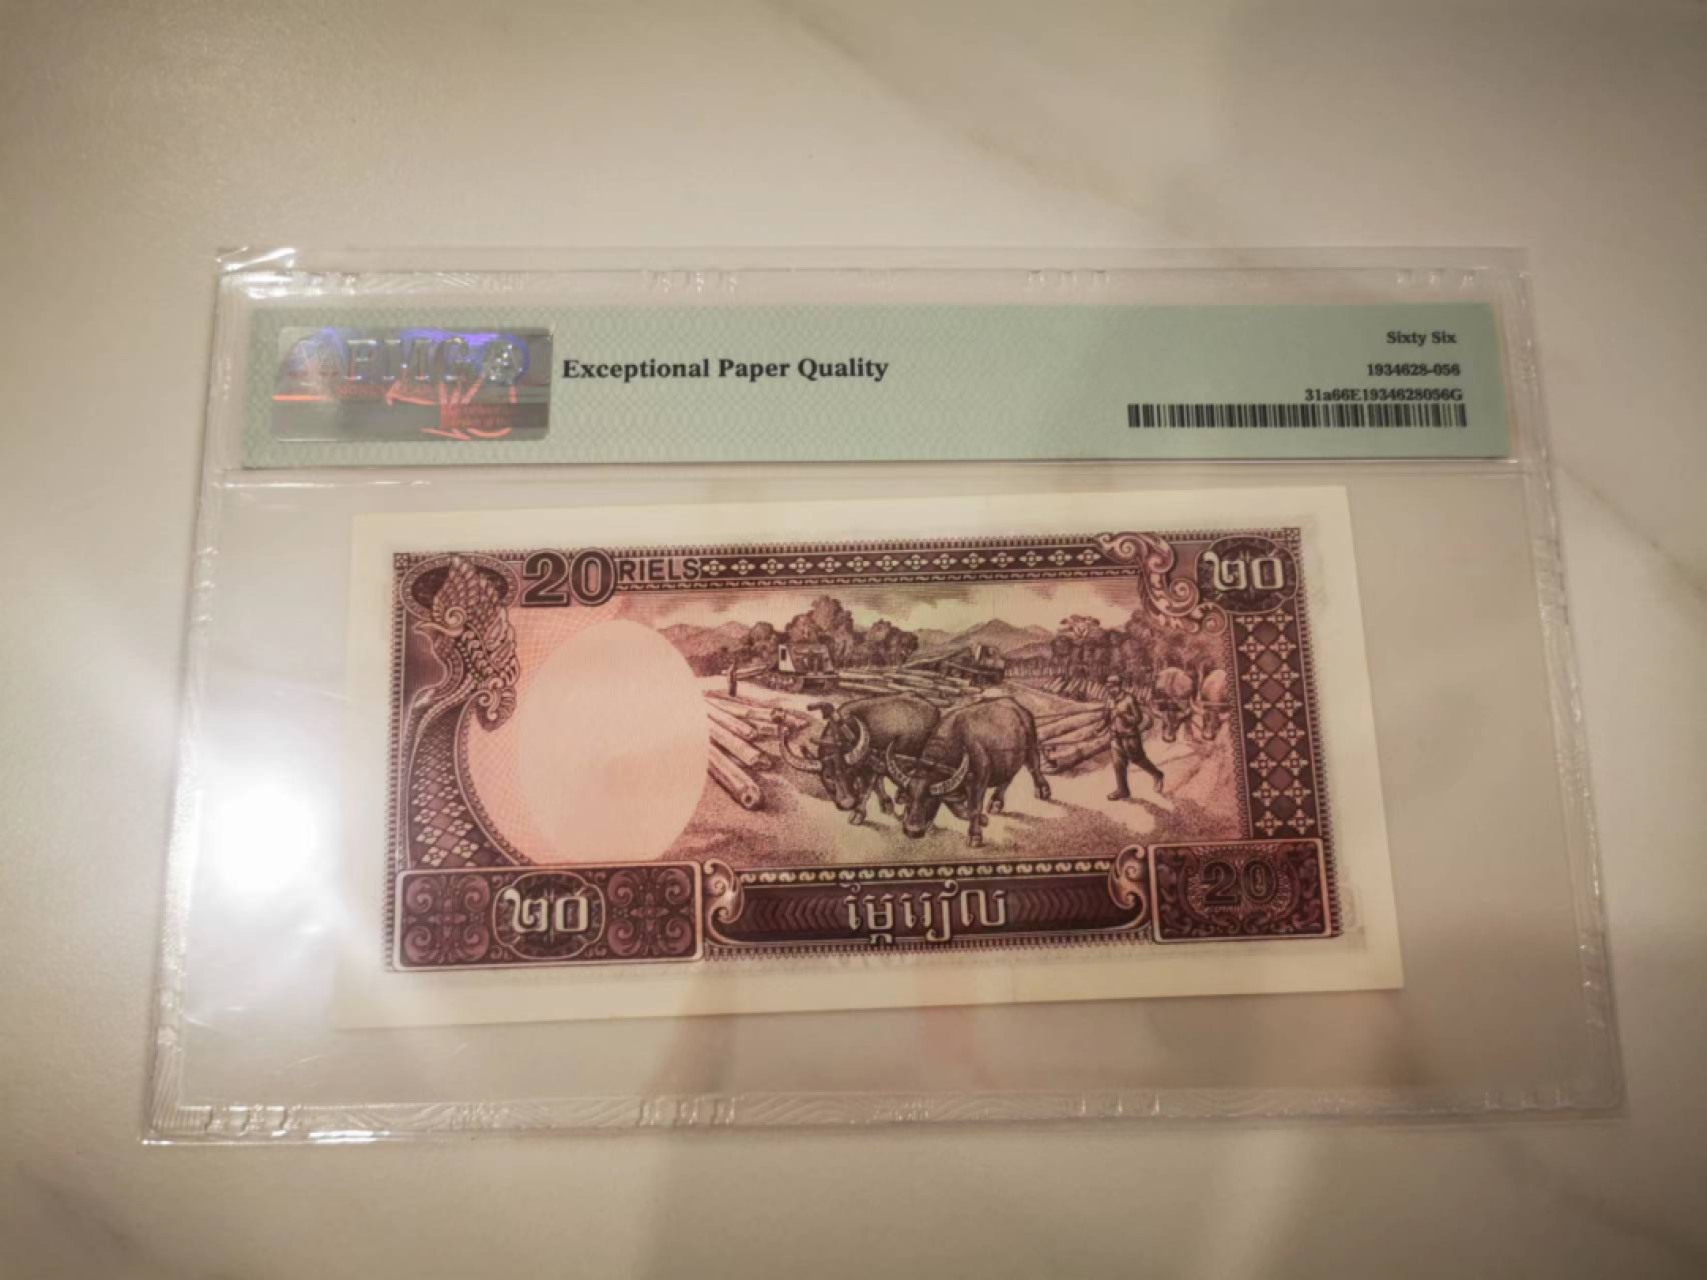 PMG
Exceptional Paper Quality
Sixty Six
1934628-056
31a66E1934628056G
20 RIELS
២០
២០
ម្ភៃរៀល
20